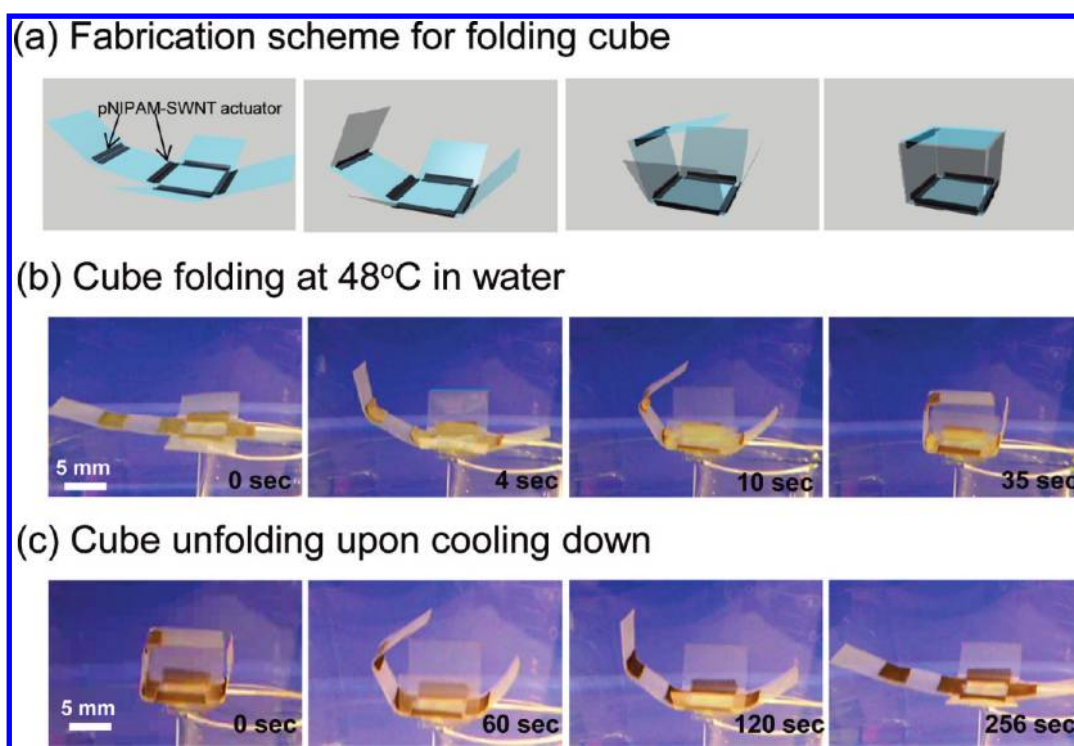 (a) Fabrication scheme for folding cube
pNIPAM-SWNT actuator
(b) Cube folding at 48°C in water
5 mm
0 sec
4 sec
10 sec
35 sec
(c) Cube unfolding upon cooling down
5 mm
0 sec
60 sec
120 sec
256 sec